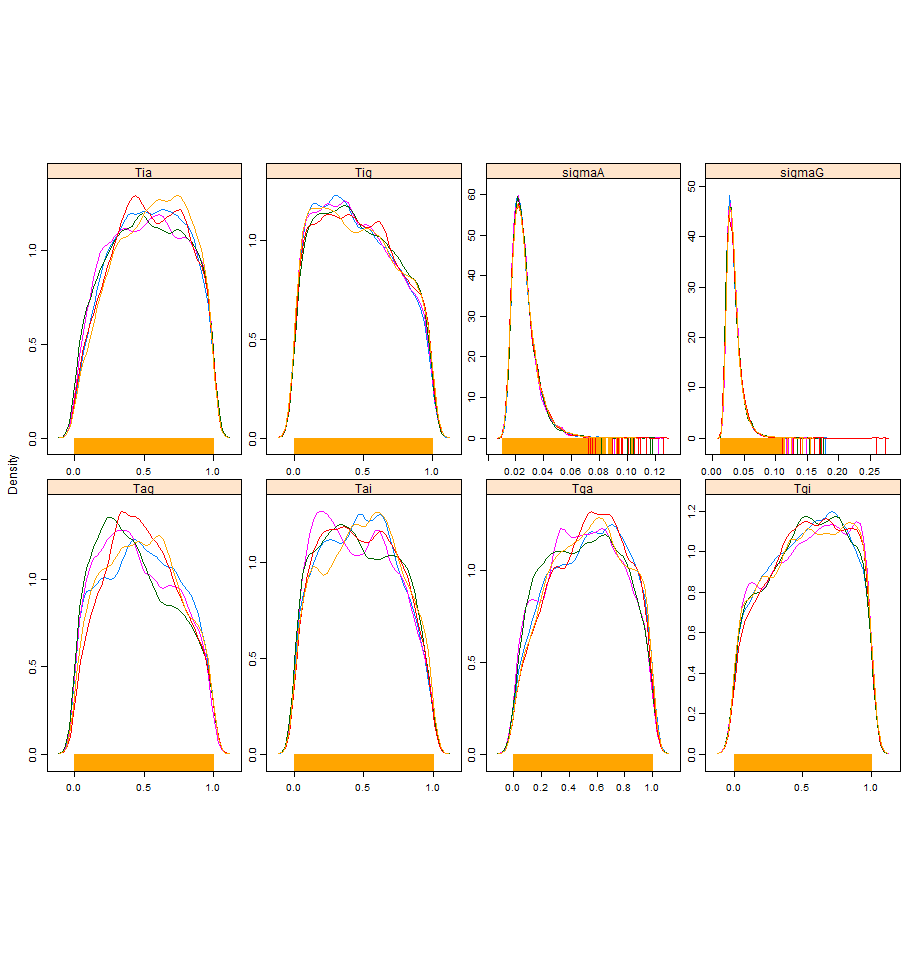 Tia
Tig
sigmaA
sigmaG
0.0 0.5 1.0
0.0 0.5 1.0
0 10 20 30 40 50 60
0 10 20 30 40 50
0.0 0.5 1.0
0.0 0.5 1.0
0.02 0.04 0.06 0.08 0.10 0.12
0.00 0.05 0.10 0.15 0.20 0.25
Density
Tag
Tai
Tga
Tgi
0.0 0.5 1.0
0.0 0.5 1.0
0.0 0.5 1.0
0.0 0.2 0.4 0.6 0.8 1.0 1.2
0.0 0.5 1.0
0.0 0.5 1.0
0.0 0.2 0.4 0.6 0.8 1.0
0.0 0.5 1.0